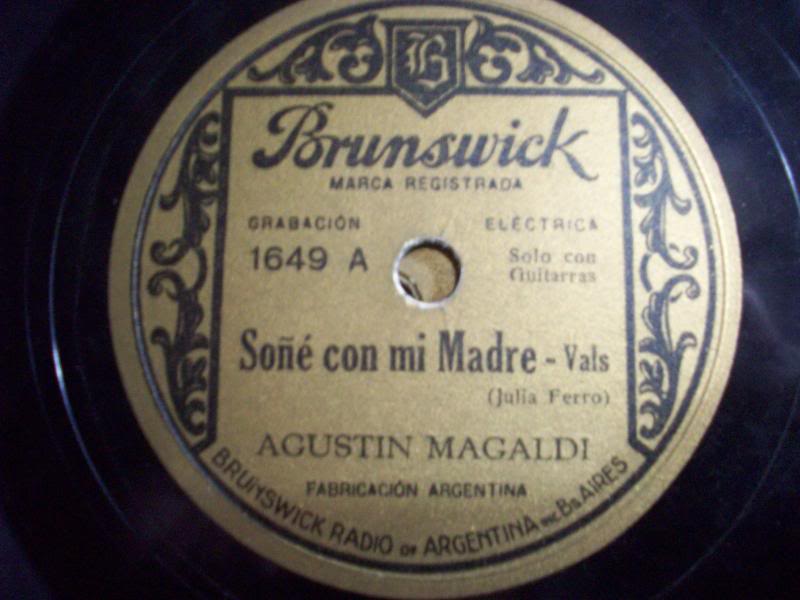 B
Brunswick
MARCA REGISTRADA
GRABACIÓN ELÉCTRICA
1649 A Solo con
Guitarras
Soñé con mi Madre - Vals
(Julia Ferro)
AGUSTIN MAGALDI
FABRICACIÓN ARGENTINA
BRUNSWICK RADIO OF ARGENTINA INC. Bs. AIRES